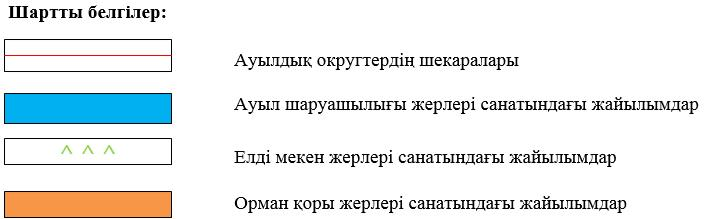 Шартты белгілер:
Ауылдық округтердің шекаралары
Ауыл шаруашылығы жерлері санатындағы жайылымдар
Елді мекен жерлері санатындағы жайылымдар
Орман қоры жерлері санатындағы жайылымдар